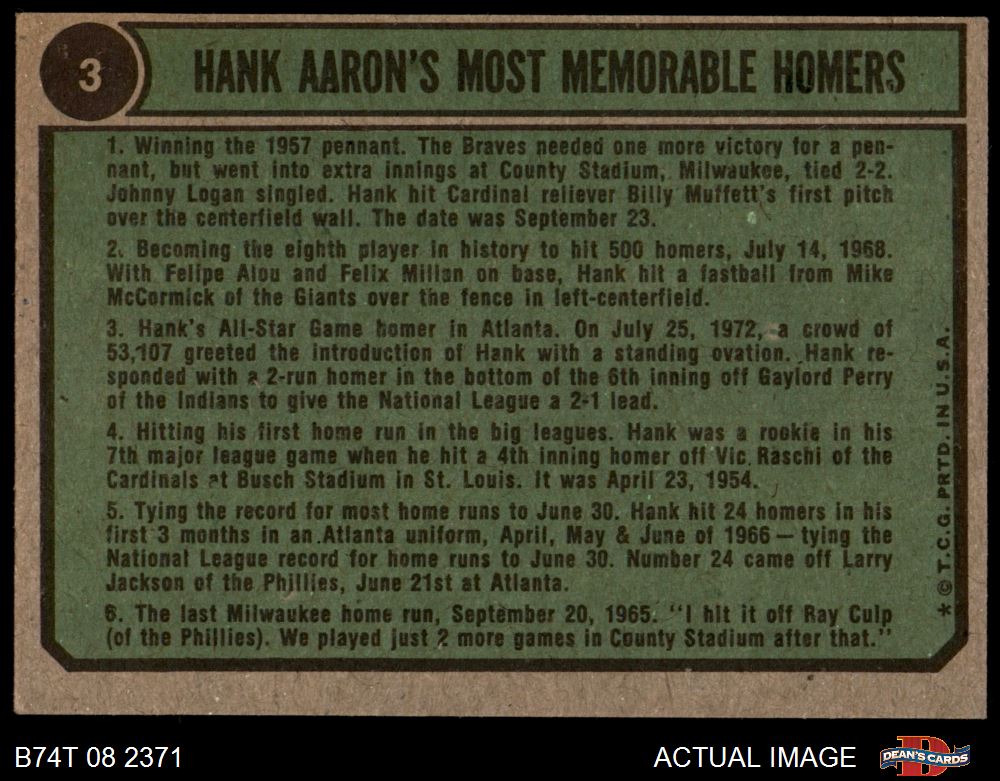 3
HANK AARON'S MOST MEMORABLE HOMERS
1. Winning the 1957 pennant. The Braves needed one more victory for a pen-
nant, but went into extra innings at County Stadium, Milwaukee, tied 2-2.
Johnny Logan singled. Hank hit Cardinal reliever Billy Muffett's first pitch
over the centerfield wall. The date was September 23.
2. Becoming the eighth player in history to hit 500 homers, July 14, 1968.
With Felipe Alou and Felix Millan on base, Hank hit a fastball from Mike
McCormick of the Giants over the fence in left-centerfield.
3. Hank's All-Star Game homer in Atlanta. On July 25, 1972, a crowd of
53,107 greeted the introduction of Hank with a standing ovation. Hank re-
sponded with a 2-run homer in the bottom of the 6th inning off Gaylord Perry
of the Indians to give the National League a 2-1 lead.
4. Hitting his first home run in the big leagues. Hank was a rookie in his
7th major league game when he hit a 4th inning homer off Vic Raschi of the
Cardinals at Busch Stadium in St. Louis. It was April 23, 1954.
5. Tying the record for most home runs to June 30. Hank hit 24 homers in his
first 3 months in an Atlanta uniform, April, May & June of 1966 — tying the
National League record for home runs to June 30. Number 24 came off Larry
Jackson of the Phillies, June 21st at Atlanta.
6. The last Milwaukee home run, September 20, 1965. "I hit it off Ray Culp
(of the Phillies). We played just 2 more games in County Stadium after that."
* © T.C.G. PRTD. IN U.S.A.
B74T 08 2371
ACTUAL IMAGE
DEAN'S CARDS